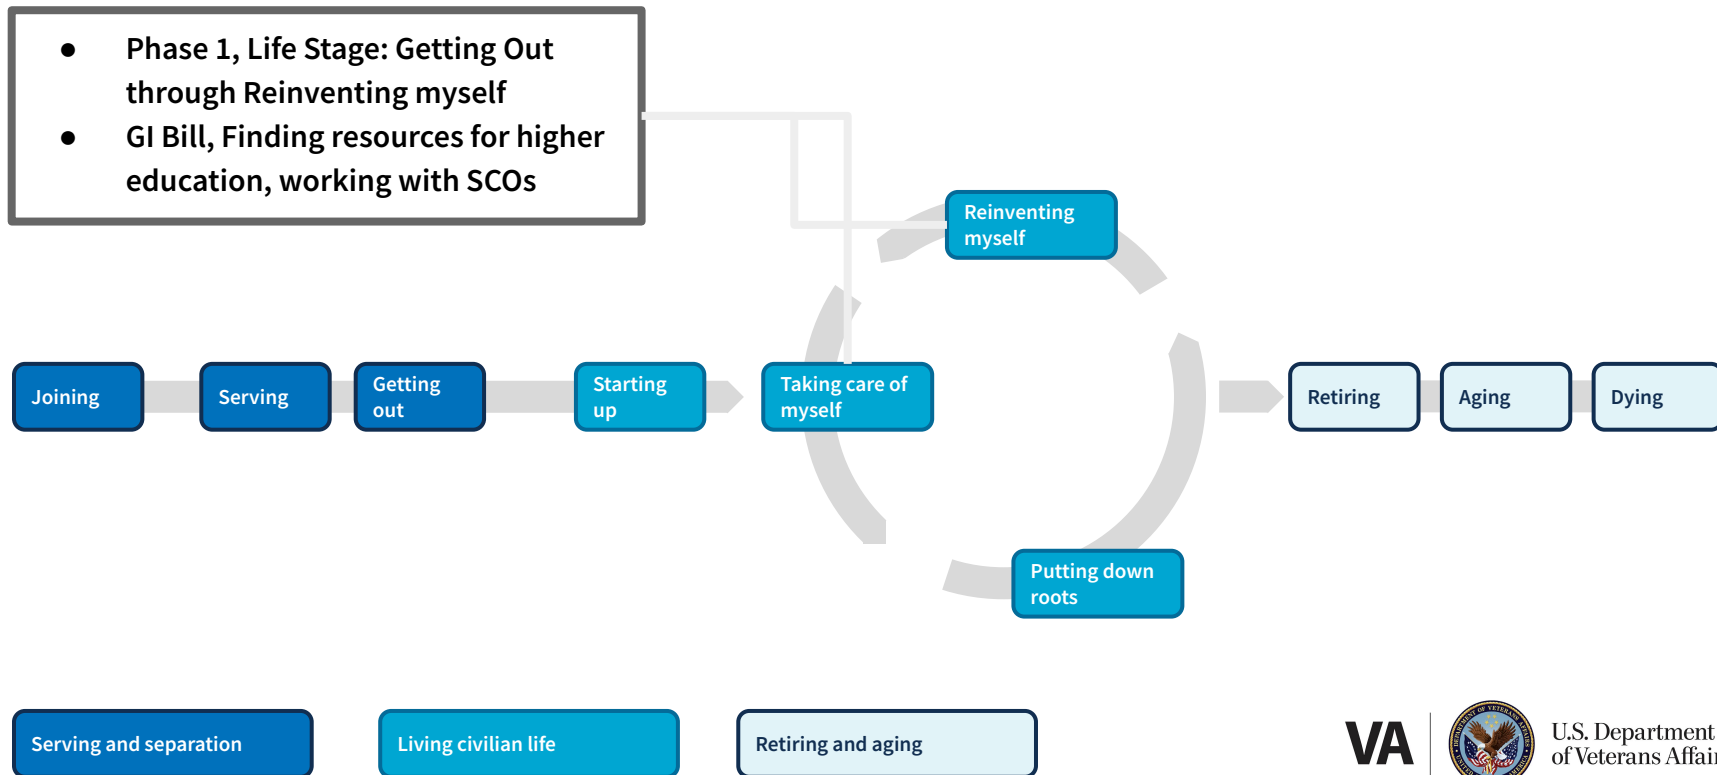 ● Phase 1, Life Stage: Getting Out
through Reinventing myself
● GI Bill, Finding resources for higher
education, working with SCOs
Reinventing
myself
Joining
Serving
Getting
out
Starting
up
Taking care of
myself
Retiring
Aging
Dying
Putting down
roots
Serving and separation
Living civilian life
Retiring and aging
VA
U.S. Department
of Veterans Affair